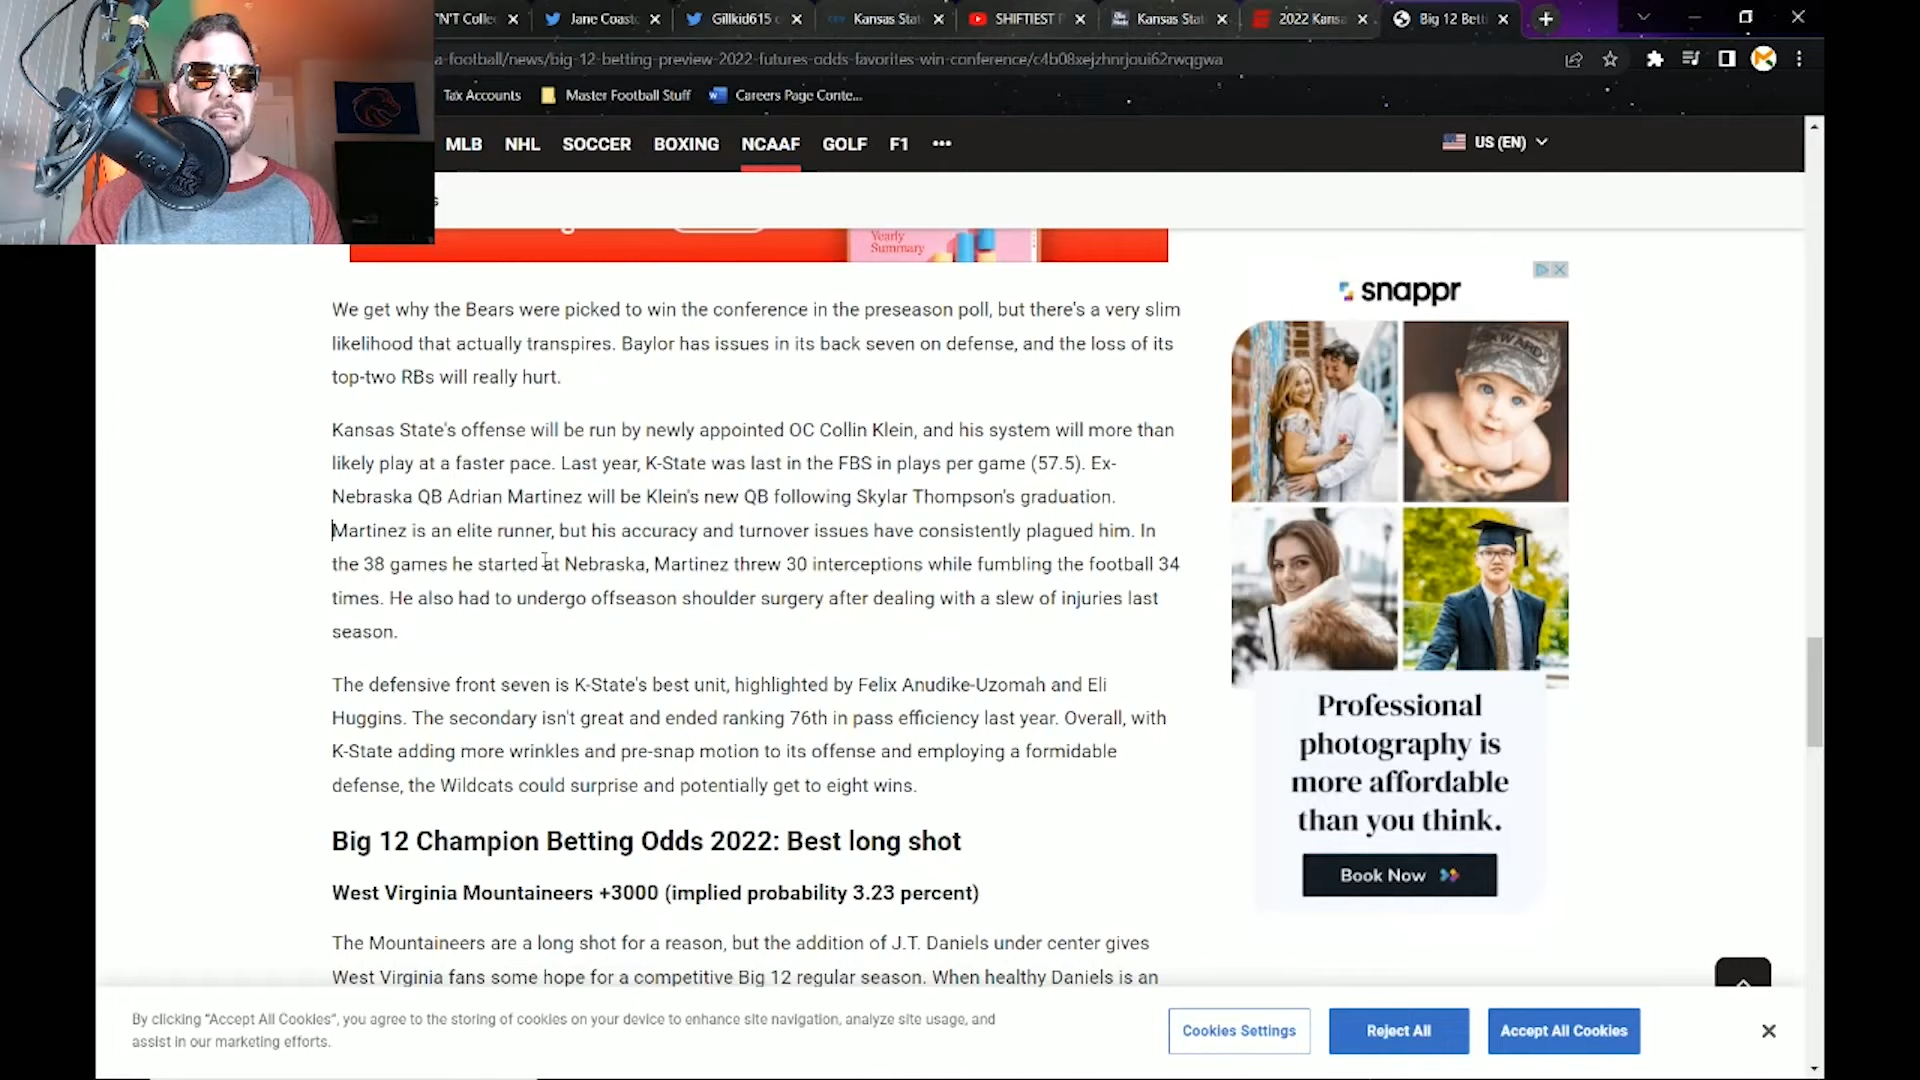 "N'T Collec
Jane Coasto
Gillkid615 o
Kansas Stat
SHIFTIEST P
Kansas Stat
2022 Kansa
Big 12 Betti
a-football/news/big-12-betting-preview-2022-futures-odds-favorites-win-conference/c4b08xejzhnrjoui62rwqgwa
Tax Accounts
Master Football Stuff
Careers Page Conte...
MLB NHL SOCCER BOXING NCAAF GOLF F1 •••
US (EN)
s
Yearly
Summary
We get why the Bears were picked to win the conference in the preseason poll, but there's a very slim
likelihood that actually transpires. Baylor has issues in its back seven on defense, and the loss of its
top-two RBs will really hurt.
Kansas State's offense will be run by newly appointed OC Collin Klein, and his system will more than
likely play at a faster pace. Last year, K-State was last in the FBS in plays per game (57.5). Ex-
Nebraska QB Adrian Martinez will be Klein's new QB following Skylar Thompson's graduation.
Martinez is an elite runner, but his accuracy and turnover issues have consistently plagued him. In
the 38 games he started at Nebraska, Martinez threw 30 interceptions while fumbling the football 34
times. He also had to undergo offseason shoulder surgery after dealing with a slew of injuries last
season.
The defensive front seven is K-State's best unit, highlighted by Felix Anudike-Uzomah and Eli
Huggins. The secondary isn't great and ended ranking 76th in pass efficiency last year. Overall, with
K-State adding more wrinkles and pre-snap motion to its offense and employing a formidable
defense, the Wildcats could surprise and potentially get to eight wins.
Big 12 Champion Betting Odds 2022: Best long shot
West Virginia Mountaineers +3000 (implied probability 3.23 percent)
The Mountaineers are a long shot for a reason, but the addition of J.T. Daniels under center gives
West Virginia fans some hope for a competitive Big 12 regular season. When healthy Daniels is an
snappr
Professional
photography is
more affordable
than you think.
Book Now
By clicking "Accept All Cookies", you agree to the storing of cookies on your device to enhance site navigation, analyze site usage, and
assist in our marketing efforts.
Cookies Settings
Reject All
Accept All Cookies